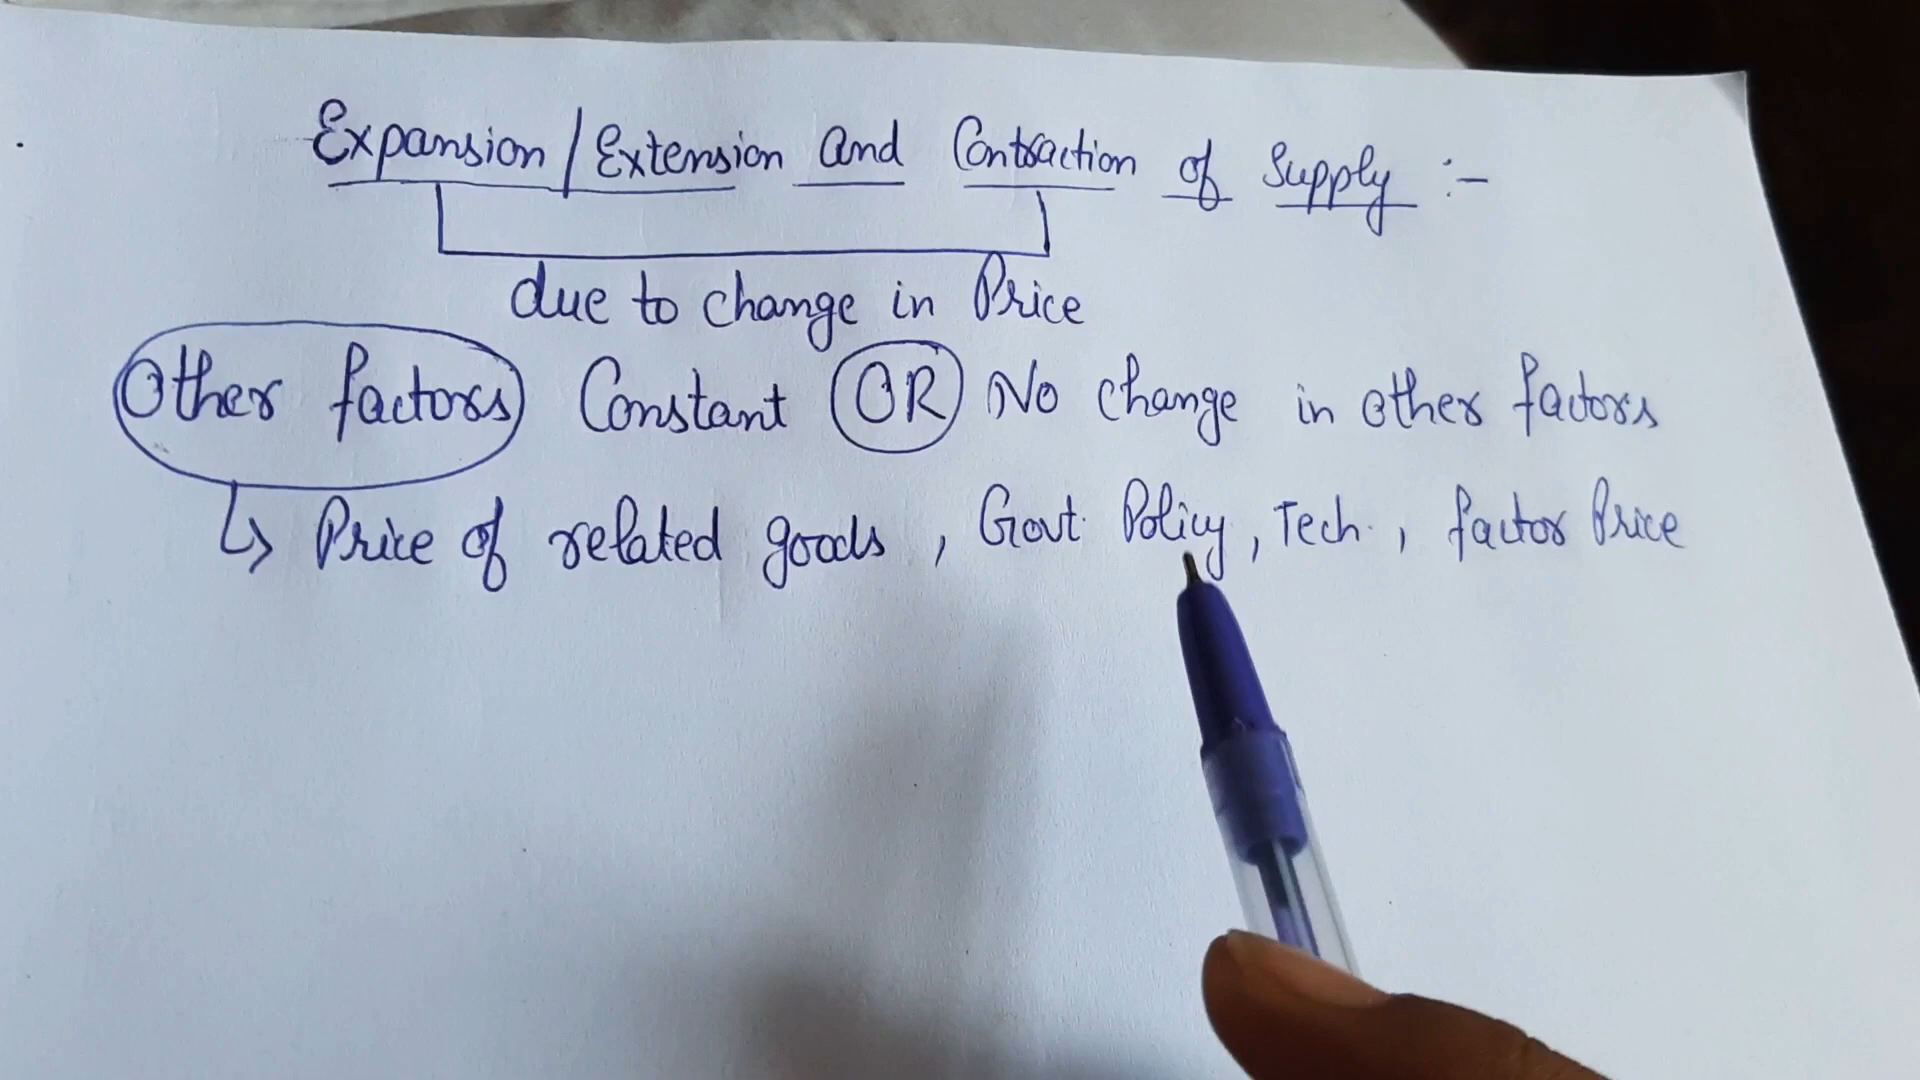 Expansion/Extension and Contraction of Supply :-
due to change in Price
Other factors Constant OR No change in other factors
↳ Price of related goods, Govt. Policy, Tech., factor Price